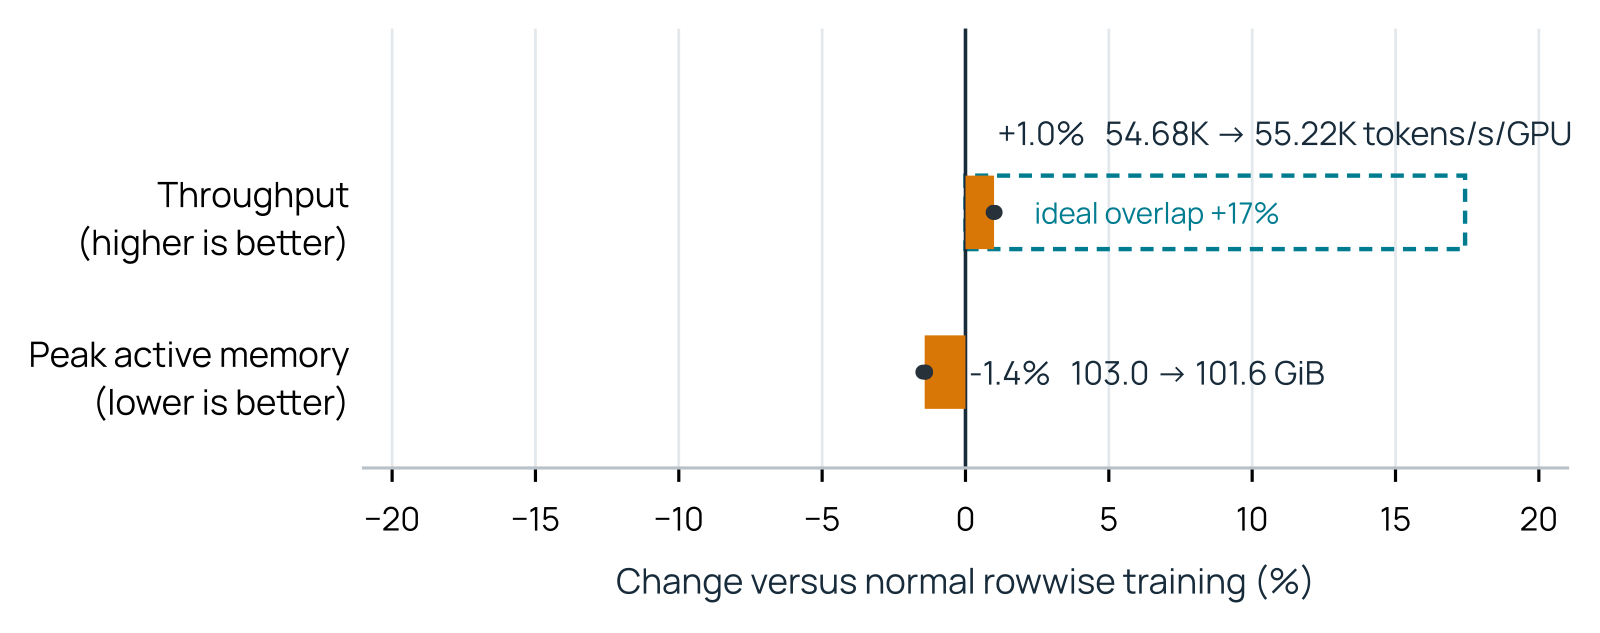 +1.0% 54.68K → 55.22K tokens/s/GPU
Throughput
(higher is better)
ideal overlap +17%
Peak active memory
(lower is better)
-1.4% 103.0 → 101.6 GiB
−20 −15 −10 −5 0 5 10 15 20
Change versus normal rowwise training (%)